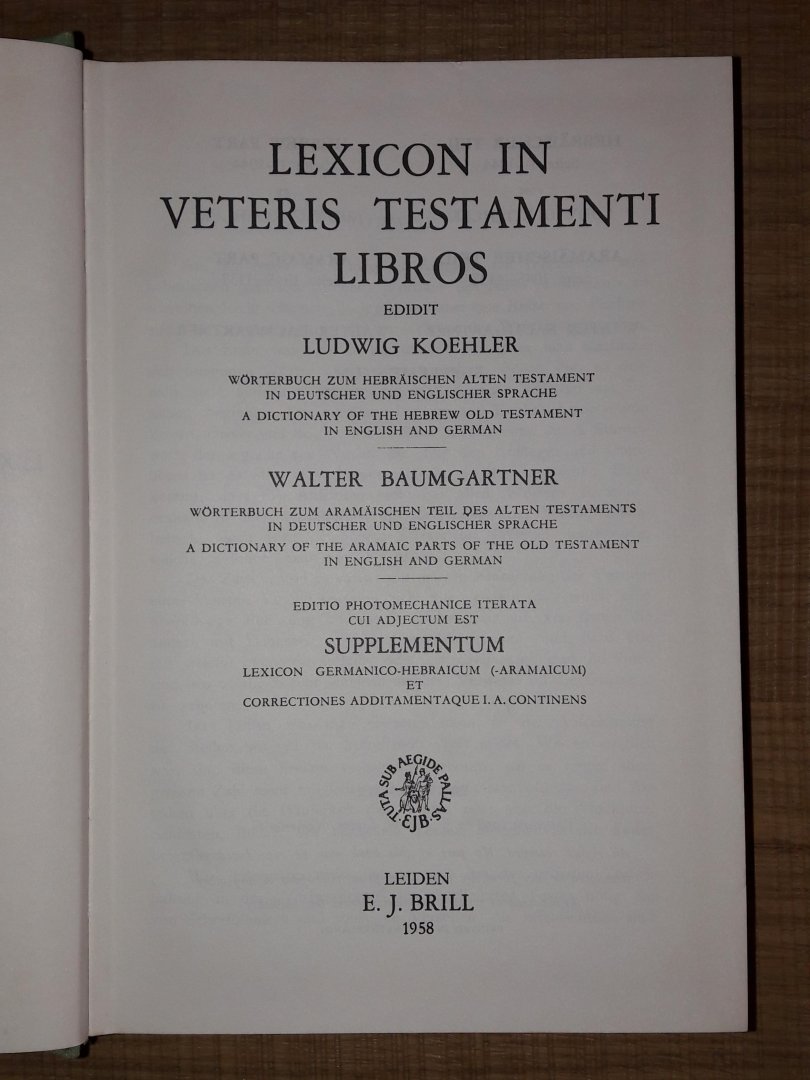 LEXICON IN
VETERIS TESTAMENTI
LIBROS
EDIDIT
LUDWIG KOEHLER
WÖRTERBUCH ZUM HEBRÄISCHEN ALTEN TESTAMENT
IN DEUTSCHER UND ENGLISCHER SPRACHE
A DICTIONARY OF THE HEBREW OLD TESTAMENT
IN ENGLISH AND GERMAN
WALTER BAUMGARTNER
WÖRTERBUCH ZUM ARAMÄISCHEN TEIL DES ALTEN TESTAMENTS
IN DEUTSCHER UND ENGLISCHER SPRACHE
A DICTIONARY OF THE ARAMAIC PARTS OF THE OLD TESTAMENT
IN ENGLISH AND GERMAN
EDITIO PHOTOMECHANICE ITERATA
CUI ADJECTUM EST
SUPPLEMENTUM
LEXICON GERMANICO-HEBRAICUM (-ARAMAICUM)
ET
CORRECTIONES ADDITAMENTAQUE I. A. CONTINENS
TUTA SUB AEGIDE PALLAS
·EJB·
LEIDEN
E. J. BRILL
1958